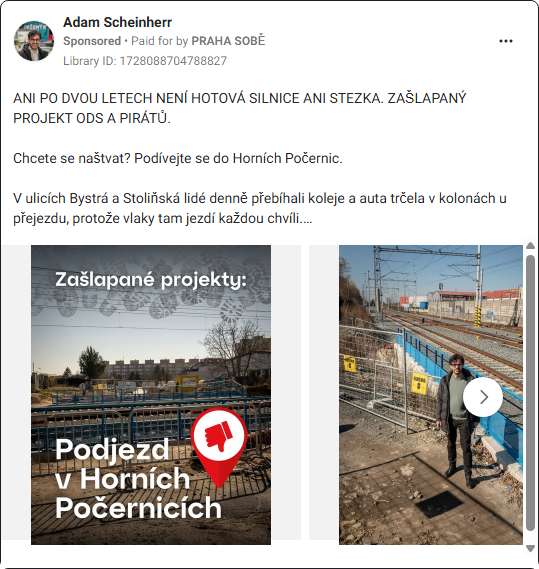 Adam Scheinherr
Sponsored • Paid for by PRAHA SOBĚ
Library ID: 1728088704788827
ANI PO DVOU LETECH NENÍ HOTOVÁ SILNICE ANI STEZKA. ZAŠLAPANÝ
PROJEKT ODS A PIRÁTŮ.
Chcete se naštvat? Podívejte se do Horních Počernic.
V ulicích Bystrá a Stoliňská lidé denně přebíhali koleje a auta trčela v kolonách u
přejezdu, protože vlaky tam jezdí každou chvíli....
Zašlapané projekty:
Podjezd
v Horních
Počernicích